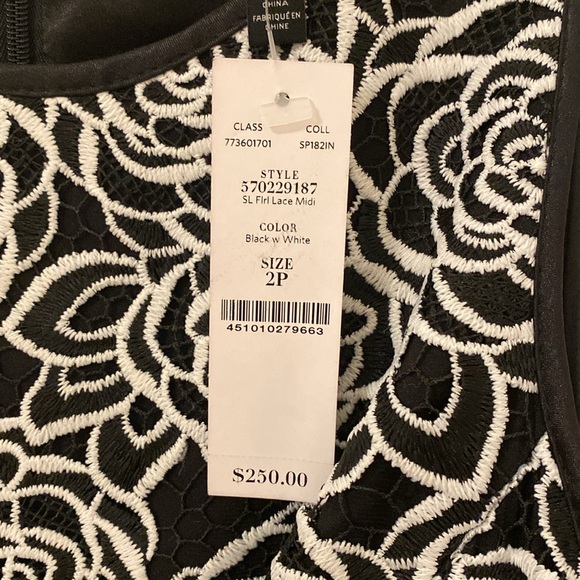 CHINA
FABRIQUÉ EN
CHINE
CLASS COLL
773601701 SP182IN
STYLE
570229187
SL Flrl Lace Midi
COLOR
Black w White
SIZE
2P
451010279663
$250.00